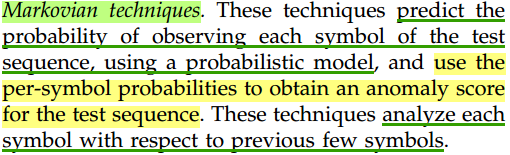 Markovian techniques. These techniques predict the
probability of observing each symbol of the test
sequence, using a probabilistic model, and use the
per-symbol probabilities to obtain an anomaly score
for the test sequence. These techniques analyze each
symbol with respect to previous few symbols.